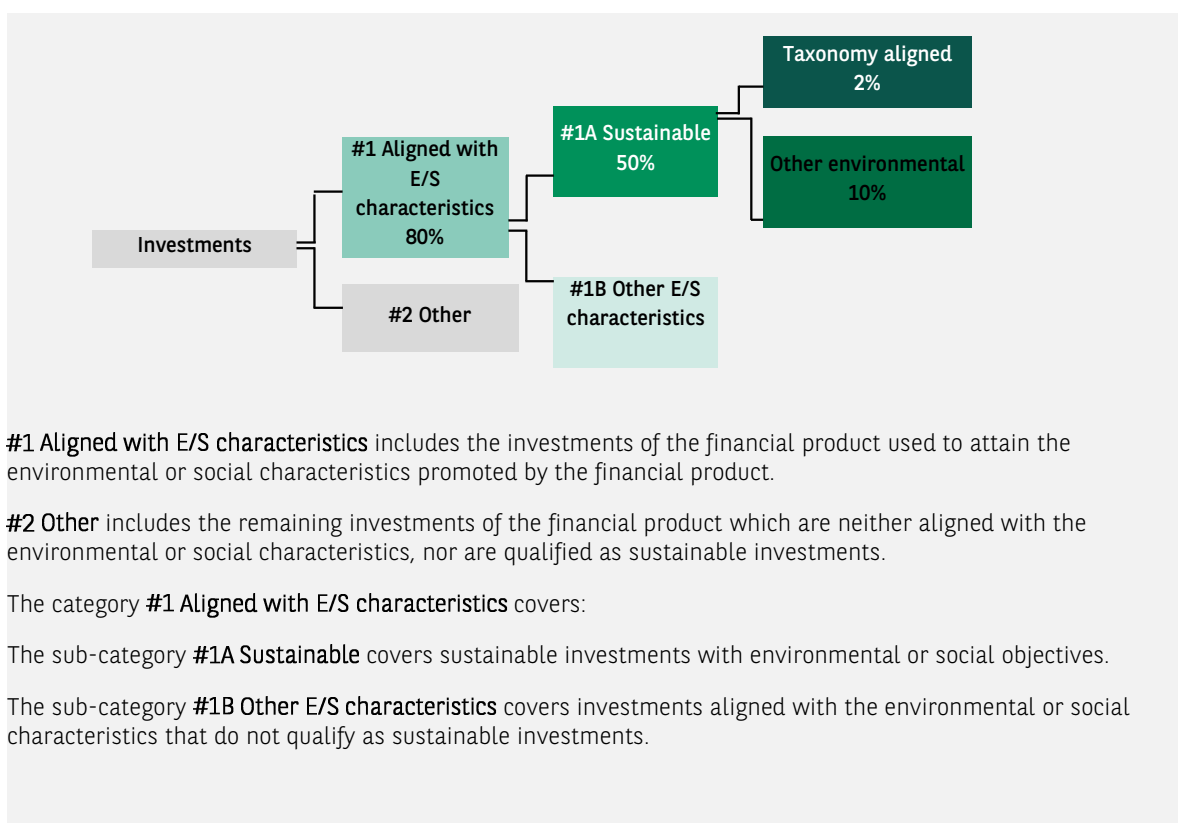 Taxonomy aligned
2%
#1A Sustainable
50%
Other environmental
10%
#1 Aligned with
E/S
characteristics
80%
Investments
#1B Other E/S
characteristics
#2 Other
#1 Aligned with E/S characteristics includes the investments of the financial product used to attain the
environmental or social characteristics promoted by the financial product.
#2 Other includes the remaining investments of the financial product which are neither aligned with the
environmental or social characteristics, nor are qualified as sustainable investments.
The category #1 Aligned with E/S characteristics covers:
The sub-category #1A Sustainable covers sustainable investments with environmental or social objectives.
The sub-category #1B Other E/S characteristics covers investments aligned with the environmental or social
characteristics that do not qualify as sustainable investments.